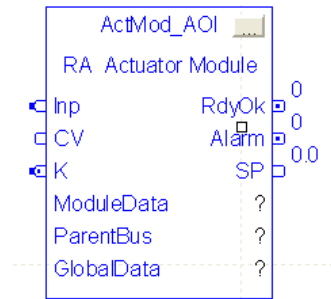 ActMod_AOI ...
RA Actuator Module
Inp RdyOk 0
CV Alarm 0
K SP 0.0
ModuleData ?
ParentBus ?
GlobalData ?